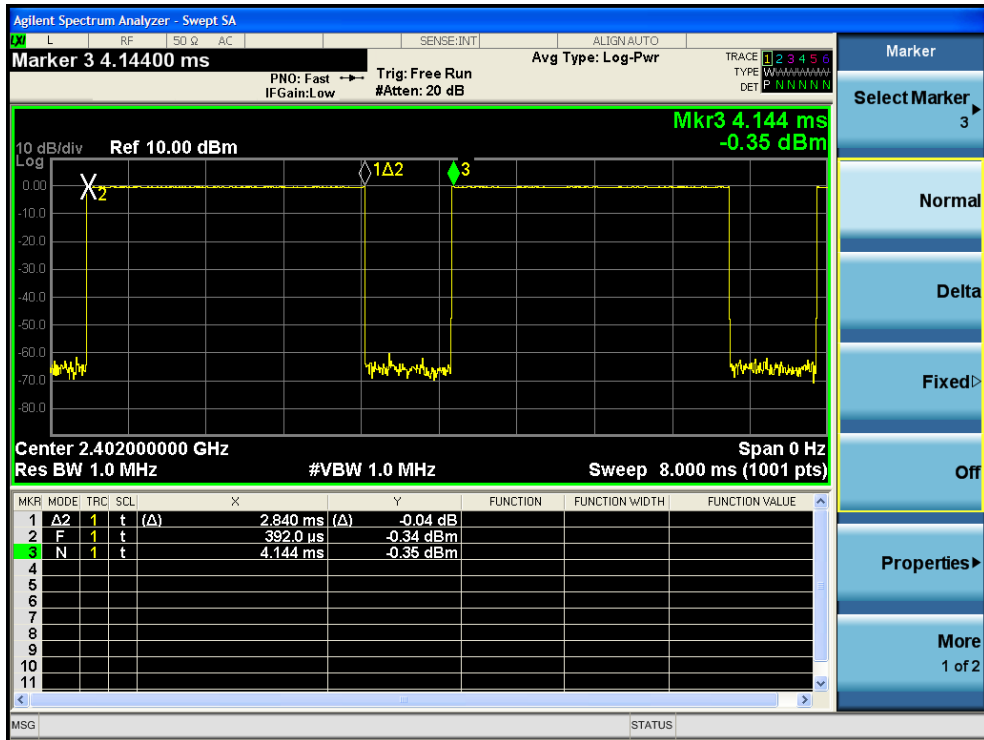 Agilent Spectrum Analyzer - Swept SA
LXI L RF 50 Ω AC SENSE:INT ALIGN AUTO
Marker 3 4.14400 ms
PNO: Fast
IFGain:Low
Trig: Free Run
#Atten: 20 dB
Avg Type: Log-Pwr
TRACE 1 2 3 4 5 6
TYPE WWWWWW
DET P N N N N N
Mkr3 4.144 ms
-0.35 dBm
10 dB/div Ref 10.00 dBm
Log
1Δ2
3
2
0.00
-10.0
-20.0
-30.0
-40.0
-50.0
-60.0
-70.0
-80.0
Center 2.402000000 GHz Span 0 Hz
Res BW 1.0 MHz #VBW 1.0 MHz Sweep 8.000 ms (1001 pts)
MKR MODE TRC SCL X Y FUNCTION FUNCTION WIDTH FUNCTION VALUE
1 Δ2 1 t (Δ) 2.840 ms (Δ) -0.04 dB
2 F 1 t 392.0 µs -0.34 dBm
3 N 1 t 4.144 ms -0.35 dBm
4
5
6
7
8
9
10
11
MSG STATUS
Marker
Select Marker
3
Normal
Delta
Fixed
Off
Properties
More
1 of 2